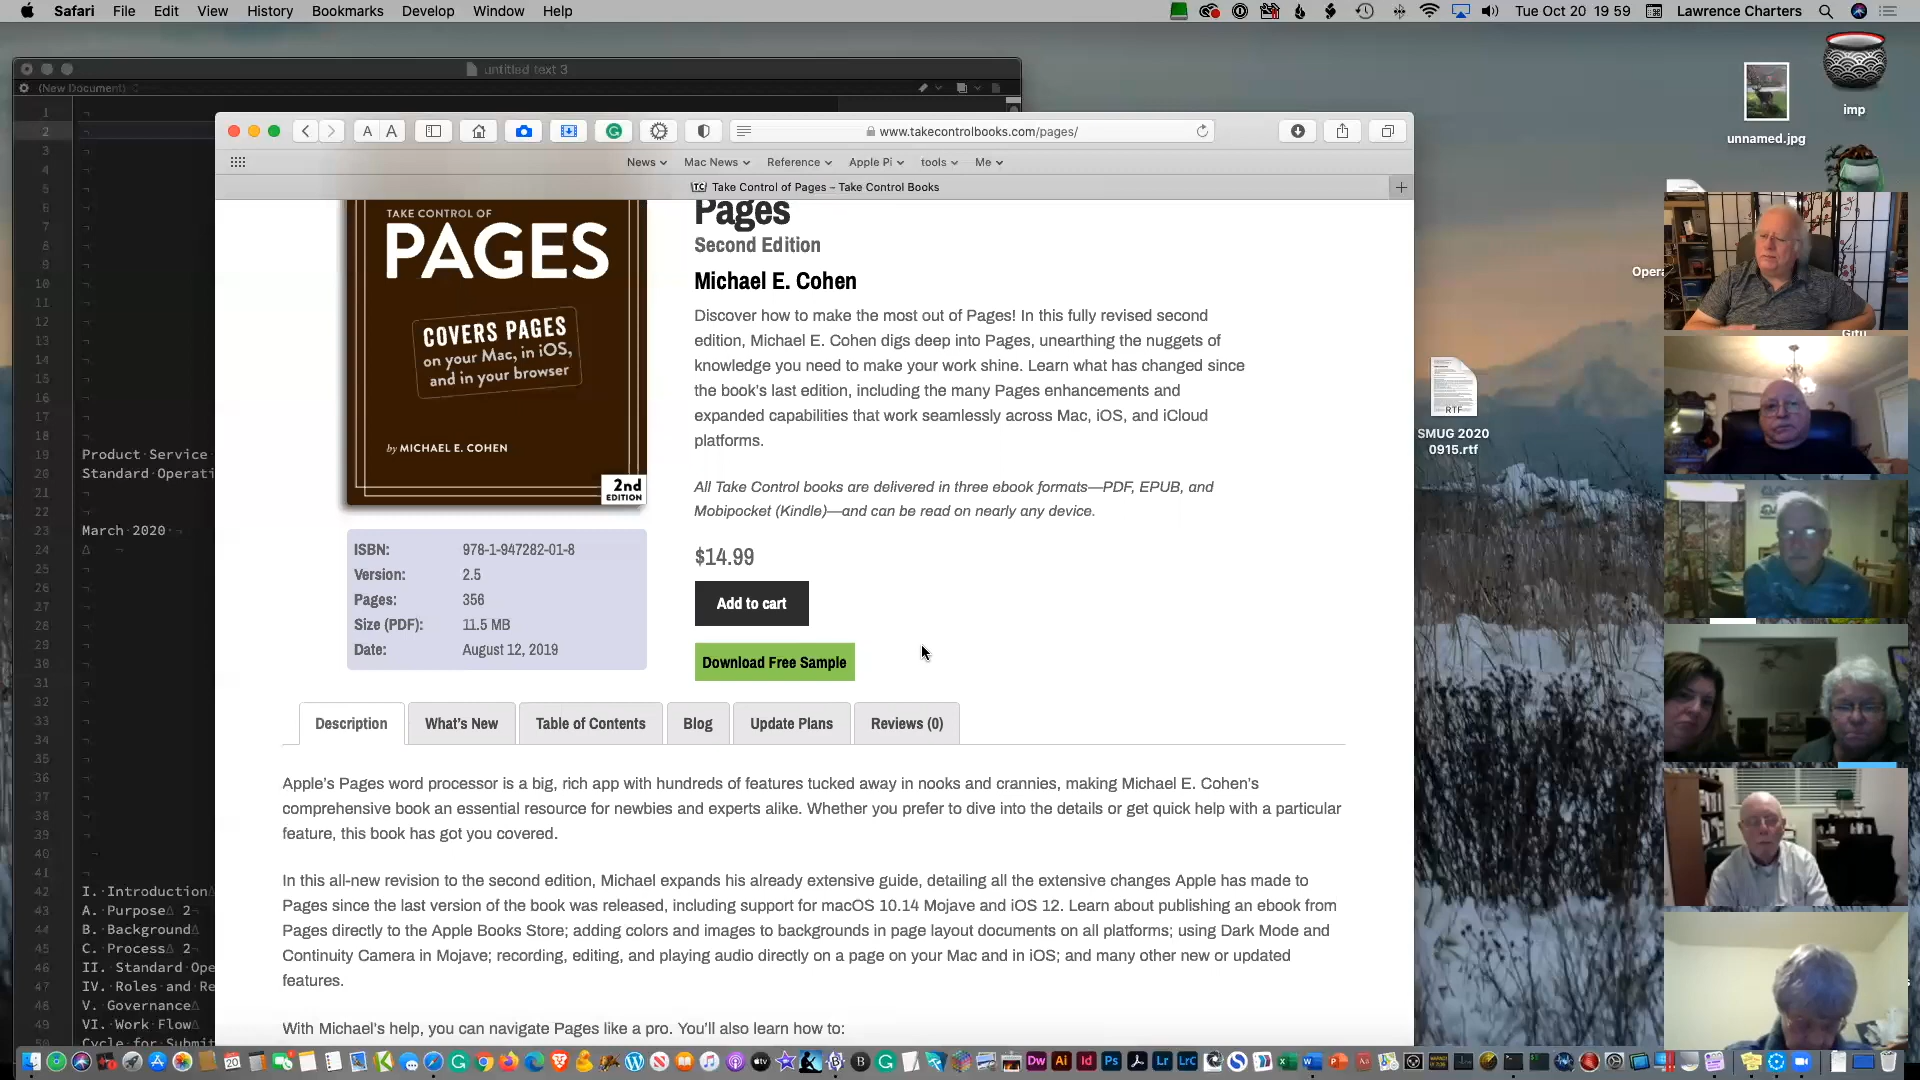 Safari File Edit View History Bookmarks Develop Window Help
Tue Oct 20 19 59 Lawrence Charters
untitled text 3
(New Document)
imp
unnamed.jpg
www.takecontrolbooks.com/pages/
News Mac News Reference Apple Pi tools Me
TC Take Control of Pages – Take Control Books
TAKE CONTROL OF
PAGES
COVERS PAGES
on your Mac, in iOS,
and in your browser
by MICHAEL E. COHEN
2nd
EDITION
ISBN: 978-1-947282-01-8
Version: 2.5
Pages: 356
Size (PDF): 11.5 MB
Date: August 12, 2019
Pages
Second Edition
Michael E. Cohen
Discover how to make the most out of Pages! In this fully revised second
edition, Michael E. Cohen digs deep into Pages, unearthing the nuggets of
knowledge you need to make your work shine. Learn what has changed since
the book's last edition, including the many Pages enhancements and
expanded capabilities that work seamlessly across Mac, iOS, and iCloud
platforms.
All Take Control books are delivered in three ebook formats—PDF, EPUB, and
Mobipocket (Kindle)—and can be read on nearly any device.
$14.99
Add to cart
Download Free Sample
Description What's New Table of Contents Blog Update Plans Reviews (0)
Apple's Pages word processor is a big, rich app with hundreds of features tucked away in nooks and crannies, making Michael E. Cohen's
comprehensive book an essential resource for newbies and experts alike. Whether you prefer to dive into the details or get quick help with a particular
feature, this book has got you covered.
In this all-new revision to the second edition, Michael expands his already extensive guide, detailing all the extensive changes Apple has made to
Pages since the last version of the book was released, including support for macOS 10.14 Mojave and iOS 12. Learn about publishing an ebook from
Pages directly to the Apple Books Store; adding colors and images to backgrounds in page layout documents on all platforms; using Dark Mode and
Continuity Camera in Mojave; recording, editing, and playing audio directly on a page on your Mac and in iOS; and many other new or updated
features.
With Michael's help, you can navigate Pages like a pro. You'll also learn how to:
RTF
SMUG 2020
0915.rtf
Opera
Product Service
Standard Operati
March 2020
I. Introduction
A. Purpose 2
B. Background
C. Process 2
II. Standard Ope
IV. Roles and Re
V. Governance
VI. Work Flow
Cycle for Submit